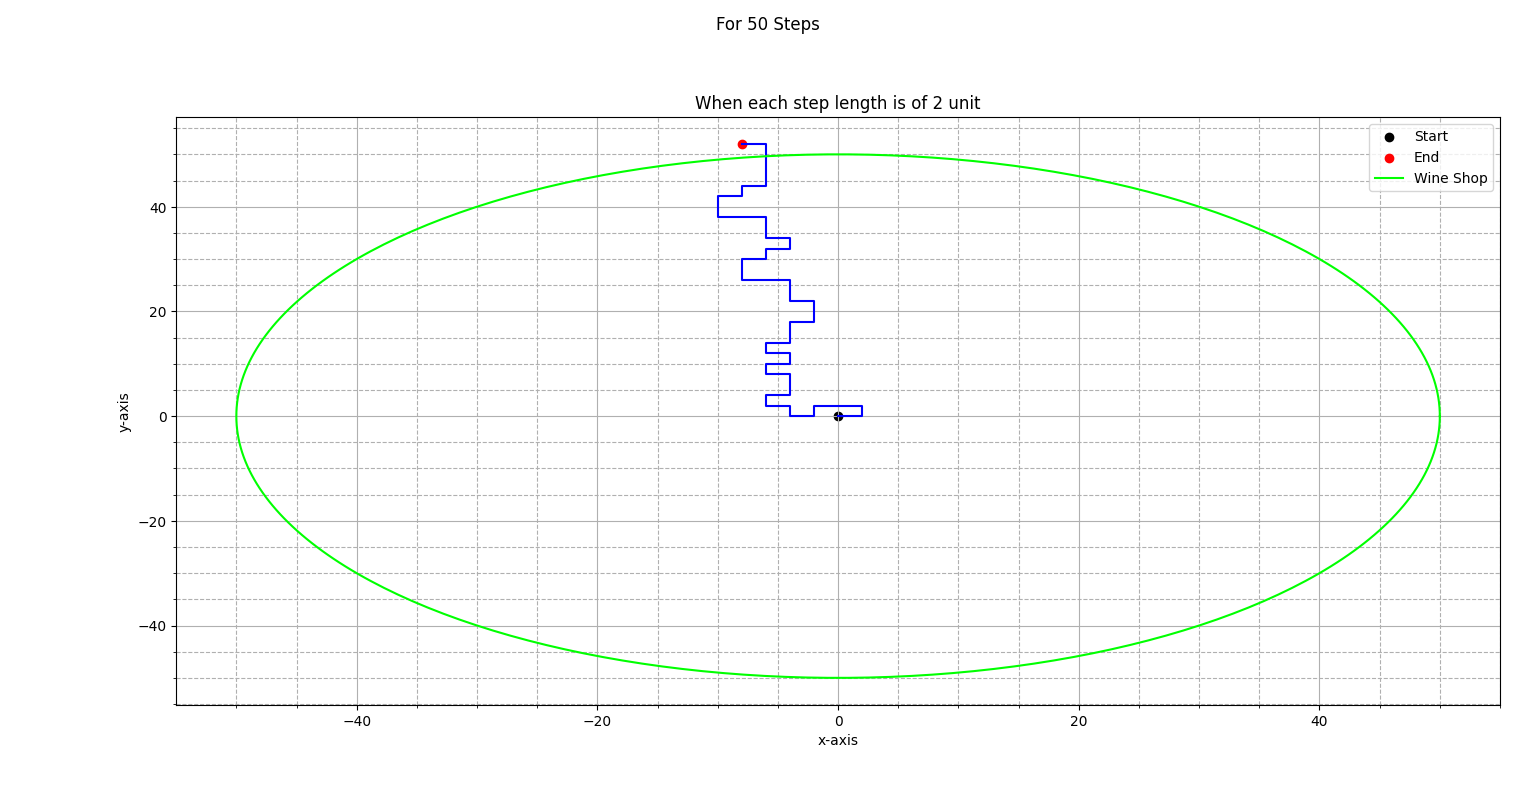 For 50 Steps
When each step length is of 2 unit
Start
End
Wine Shop
y-axis
40
20
0
−20
−40
−40
−20
0
20
40
x-axis